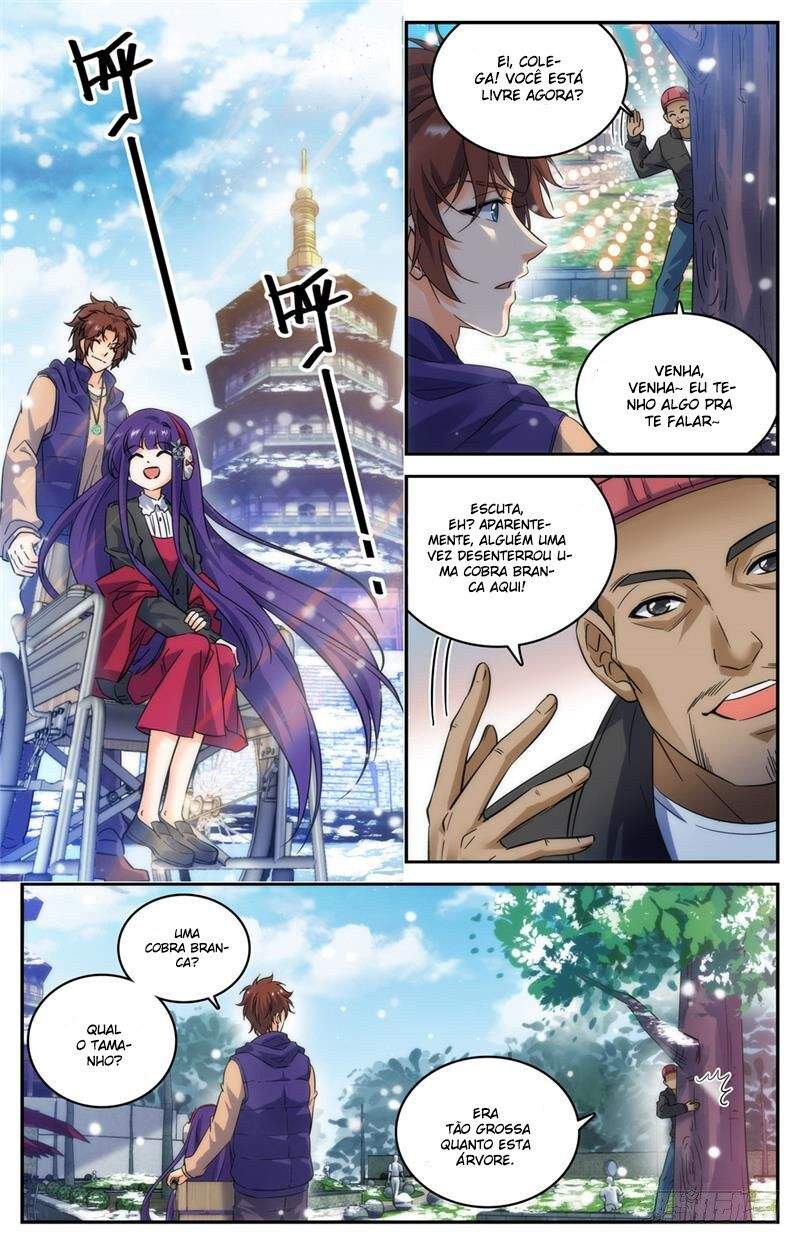 EI, COLE-
GA! VOCÊ ESTÁ
LIVRE AGORA?
VENHA,
VENHA~ EU TE-
NHO ALGO PRA
TE FALAR~
ESCUTA,
EH? APARENTE-
MENTE, ALGUÉM UMA
VEZ DESENTERROU U-
MA COBRA BRAN-
CA AQUI!
UMA
COBRA BRAN-
CA?
QUAL
O TAMA-
NHO?
ERA
TÃO GROSSA
QUANTO ESTA
ÁRVORE.